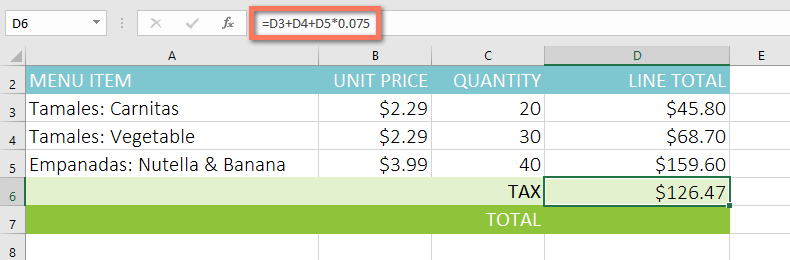 D6 fx =D3+D4+D5*0.075
A B C D E
2 MENU ITEM UNIT PRICE QUANTITY LINE TOTAL
3 Tamales: Carnitas $2.29 20 $45.80
4 Tamales: Vegetable $2.29 30 $68.70
5 Empanadas: Nutella & Banana $3.99 40 $159.60
6 TAX $126.47
7 TOTAL
8